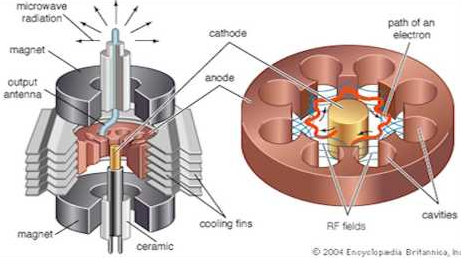 microwave
radiation
magnet
output
antenna
magnet
ceramic
cooling fins
cathode
anode
path of an
electron
RF fields
cavities
© 2004 Encyclopædia Britannica, Inc